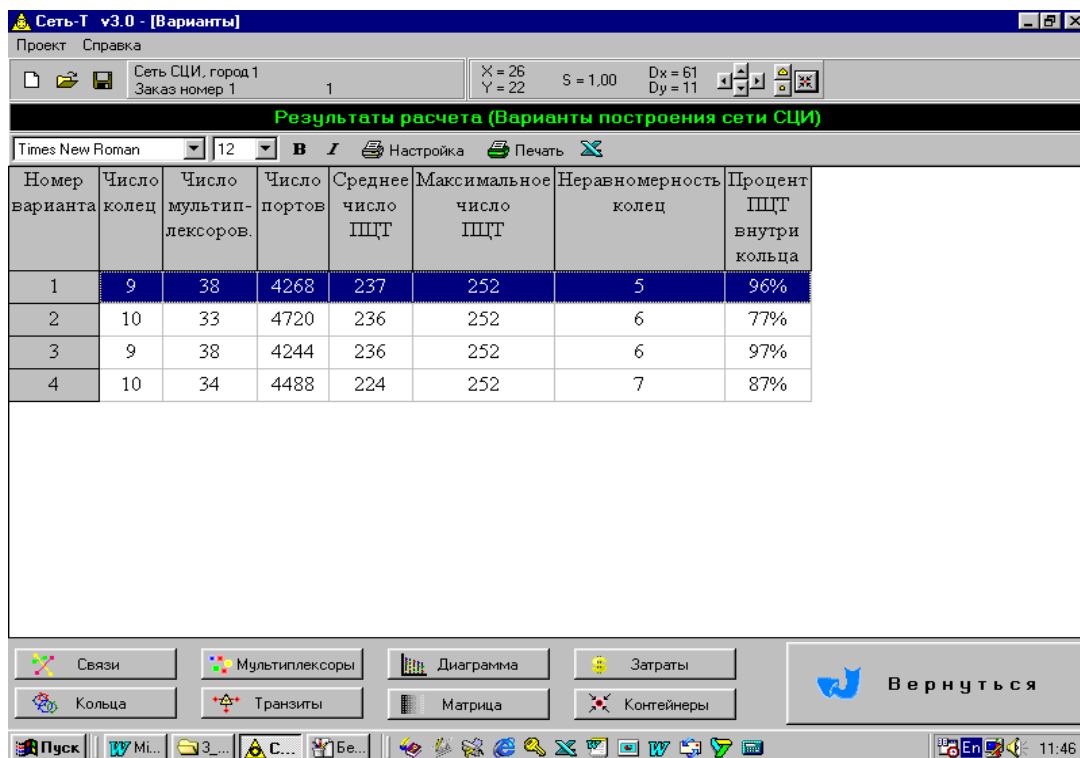 Сеть-Т v3.0 - [Варианты]
Проект Справка
Сеть СЦИ, город 1
Заказ номер 1 1
X = 26
Y = 22
S = 1,00
Dx = 61
Dy = 11
Результаты расчета (Варианты построения сети СЦИ)
Times New Roman 12 B I Настройка Печать
Номер варианта Число колец Число мультип-лексоров. Число портов Среднее число ПЦТ Максимальное число ПЦТ Неравномерность колец Процент ПЦТ внутри кольца
1 9 38 4268 237 252 5 96%
2 10 33 4720 236 252 6 77%
3 9 38 4244 236 252 6 97%
4 10 34 4488 224 252 7 87%
Связи Мультиплексоры Диаграмма Затраты
Кольца Транзиты Матрица Контейнеры
Вернуться
Пуск Mi... 3_... С... Бе... En 11:46